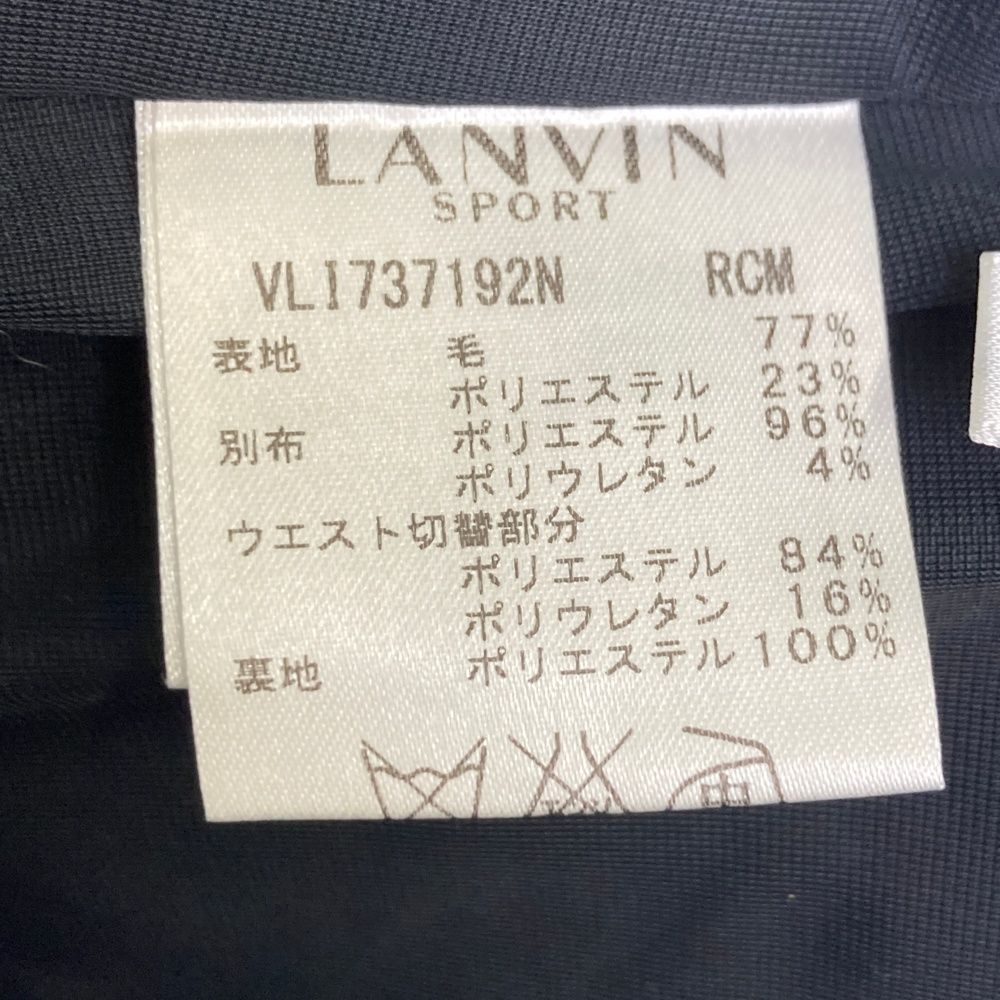 LANVIN
SPORT
VLI737192N RCM
表地 毛 77%
ポリエステル 23%
別布 ポリエステル 96%
ポリウレタン 4%
ウエスト切替部分
ポリエステル 84%
ポリウレタン 16%
裏地 ポリエステル 100%
中